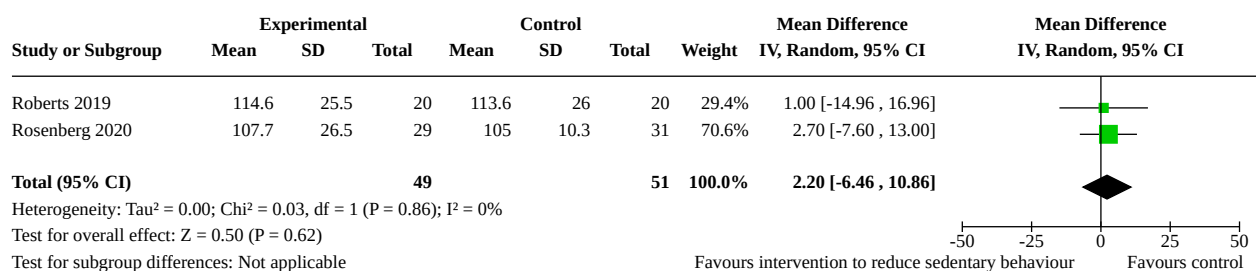 Experimental Control Mean Difference Mean Difference
Study or Subgroup Mean SD Total Mean SD Total Weight IV, Random, 95% CI IV, Random, 95% CI
Roberts 2019 114.6 25.5 20 113.6 26 20 29.4% 1.00 [-14.96 , 16.96]
Rosenberg 2020 107.7 26.5 29 105 10.3 31 70.6% 2.70 [-7.60 , 13.00]
Total (95% CI) 49 51 100.0% 2.20 [-6.46 , 10.86]
Heterogeneity: Tau² = 0.00; Chi² = 0.03, df = 1 (P = 0.86); I² = 0%
Test for overall effect: Z = 0.50 (P = 0.62)
-50 -25 0 25 50
Test for subgroup differences: Not applicable Favours intervention to reduce sedentary behaviour Favours control